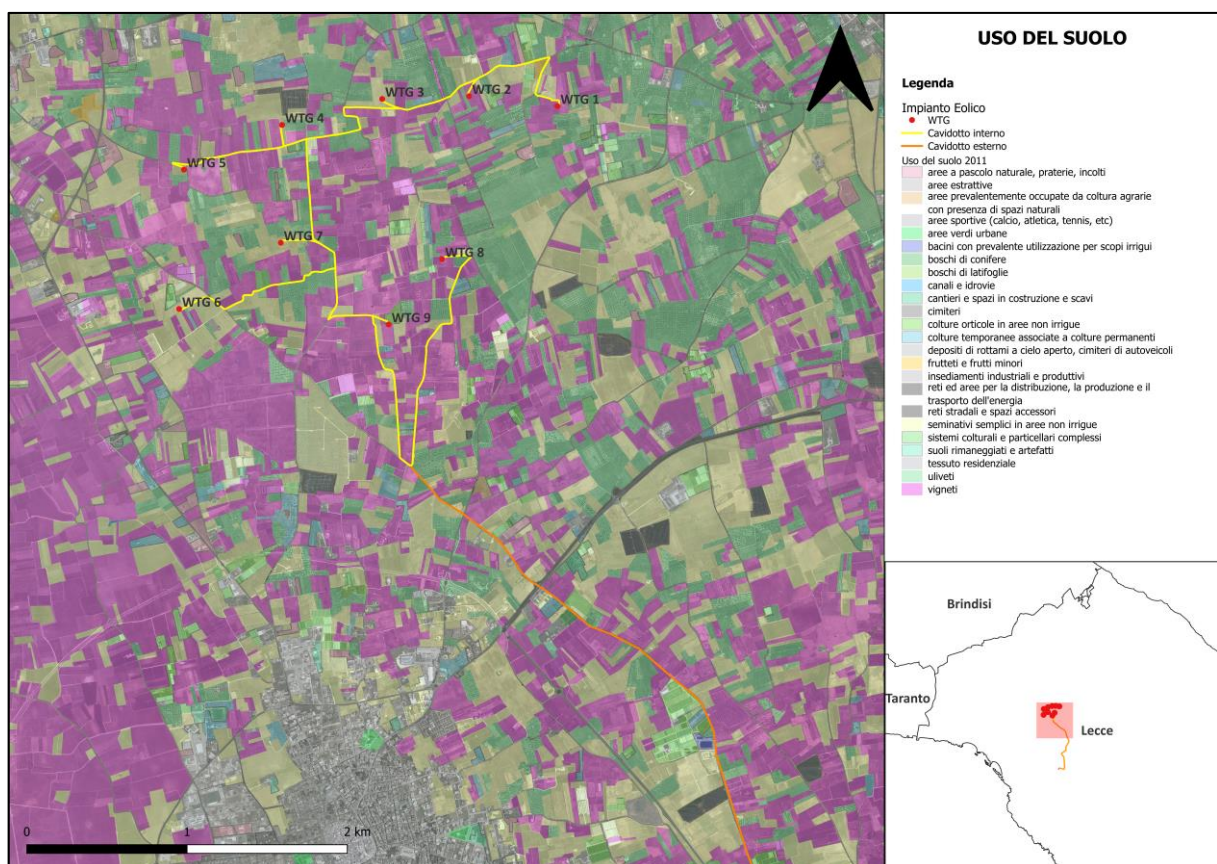 USO DEL SUOLO
Legenda
Impianto Eolico
WTG
Cavidotto interno
Cavidotto esterno
Uso del suolo 2011
aree a pascolo naturale, praterie, incolti
aree estrattive
aree prevalentemente occupate da coltura agrarie
con presenza di spazi naturali
aree sportive (calcio, atletica, tennis, etc)
aree verdi urbane
bacini con prevalente utilizzazione per scopi irrigui
boschi di conifere
boschi di latifoglie
canali e idrovie
cantieri e spazi in costruzione e scavi
cimiteri
colture orticole in aree non irrigue
colture temporanee associate a colture permanenti
depositi di rottami a cielo aperto, cimiteri di autoveicoli
frutteti e frutti minori
insediamenti industriali e produttivi
reti ed aree per la distribuzione, la produzione e il
trasporto dell'energia
reti stradali e spazi accessori
seminativi semplici in aree non irrigue
sistemi colturali e particellari complessi
suoli rimaneggiati e artefatti
tessuto residenziale
uliveti
vigneti
WTG 3
WTG 2
WTG 1
WTG 4
WTG 5
WTG 7
WTG 8
WTG 6
WTG 9
0 1 2 km
Brindisi
Taranto
Lecce